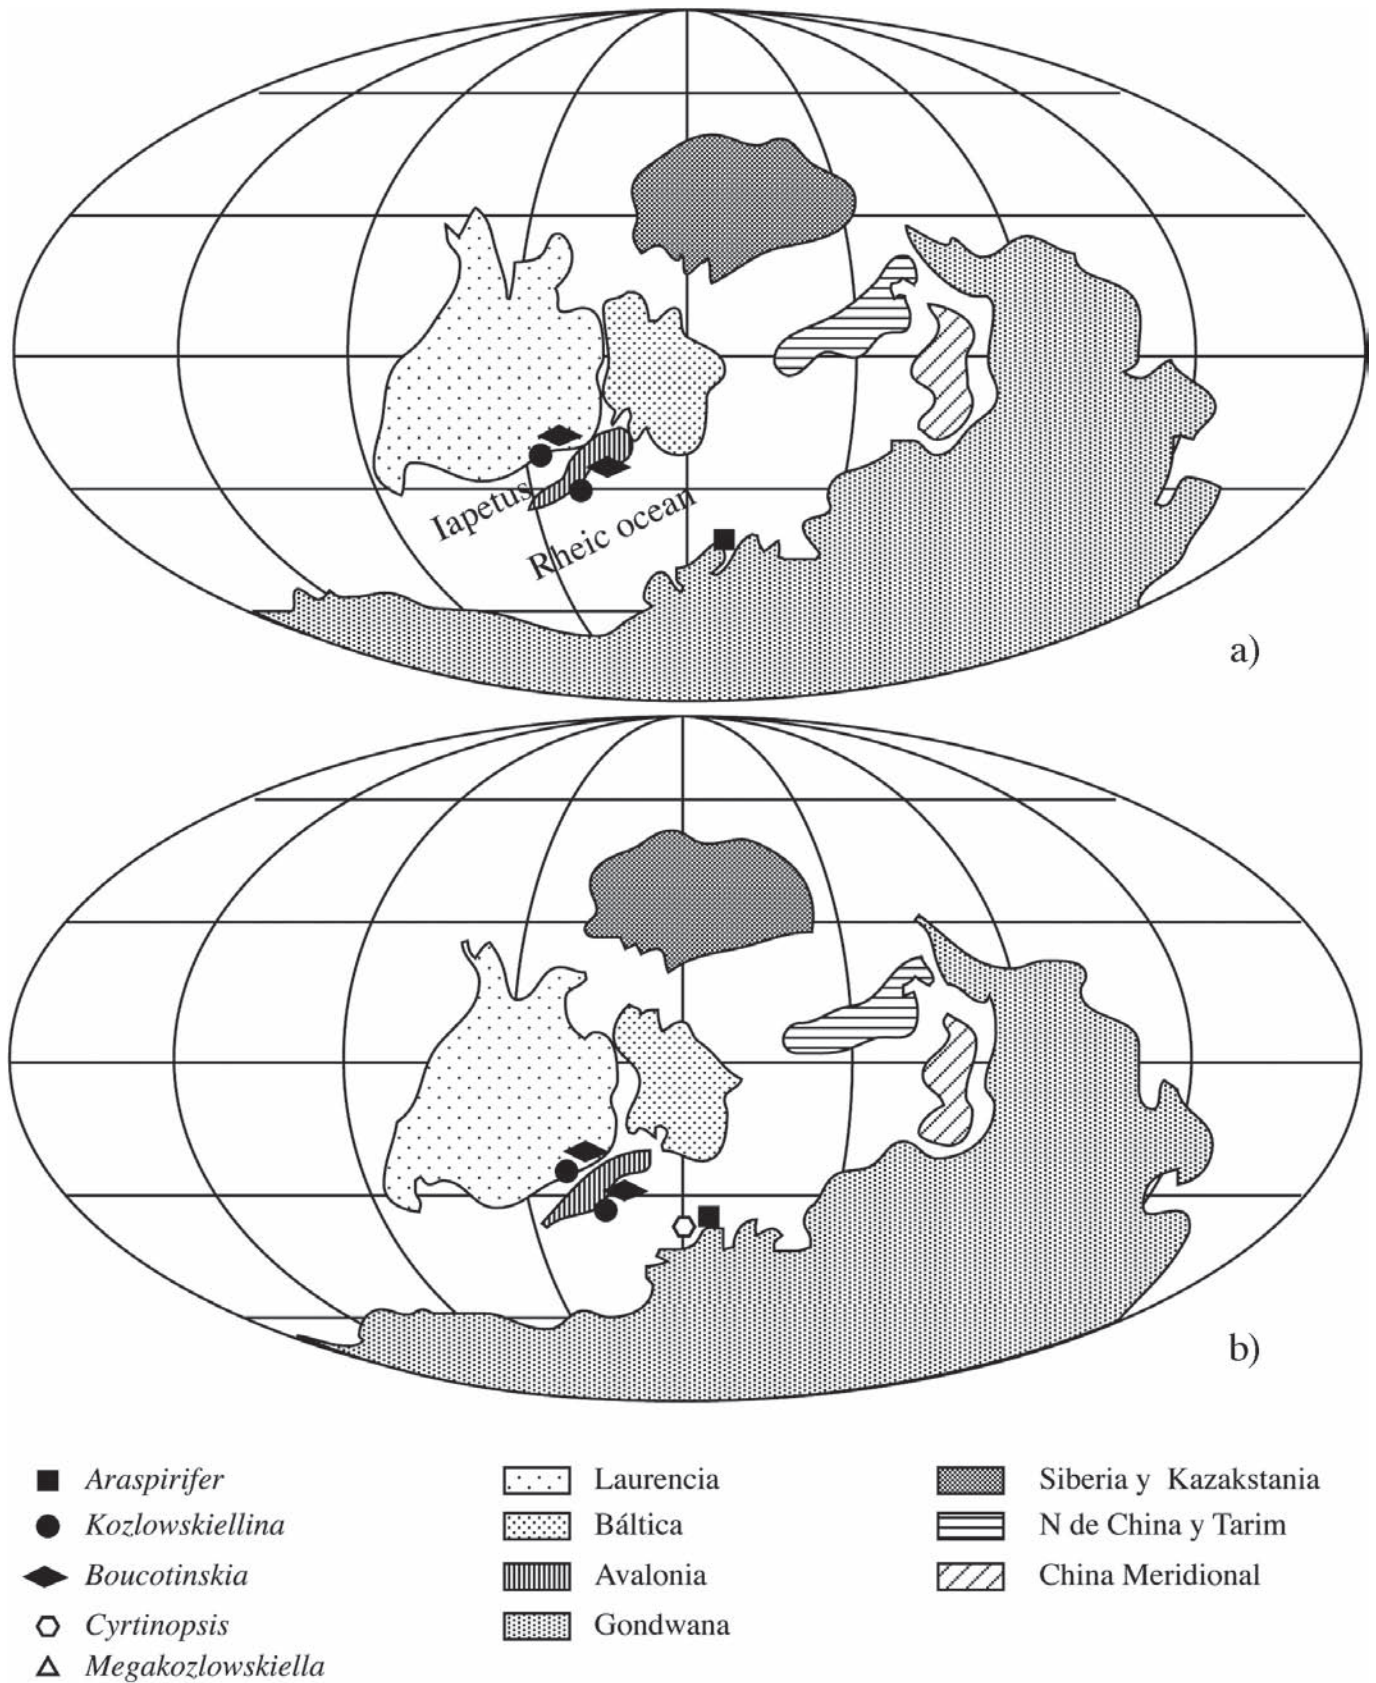 Iapetus
Rheic ocean
a)
b)
Araspirifer
Kozlowskiellina
Boucotinskia
Cyrtinopsis
Megakozlowskiella
Laurencia
Báltica
Avalonia
Gondwana
Siberia y Kazakstania
N de China y Tarim
China Meridional